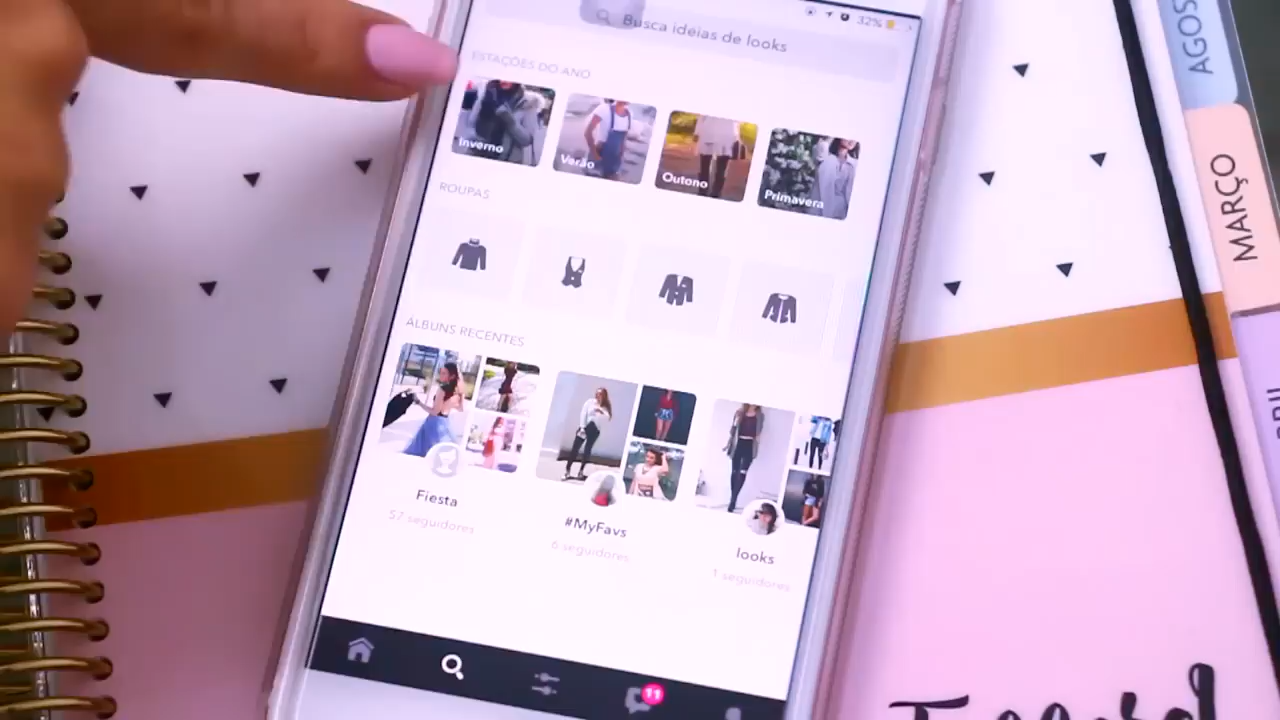 32%
Busca ideias de looks
ESTAÇÕES DO ANO
Inverno
Verão
Outono
Primavera
ROUPAS
ÁLBUNS RECENTES
Fiesta
57 seguidores
#MyFavs
6 seguidores
looks
1 seguidores
11
AGOS
MARÇO